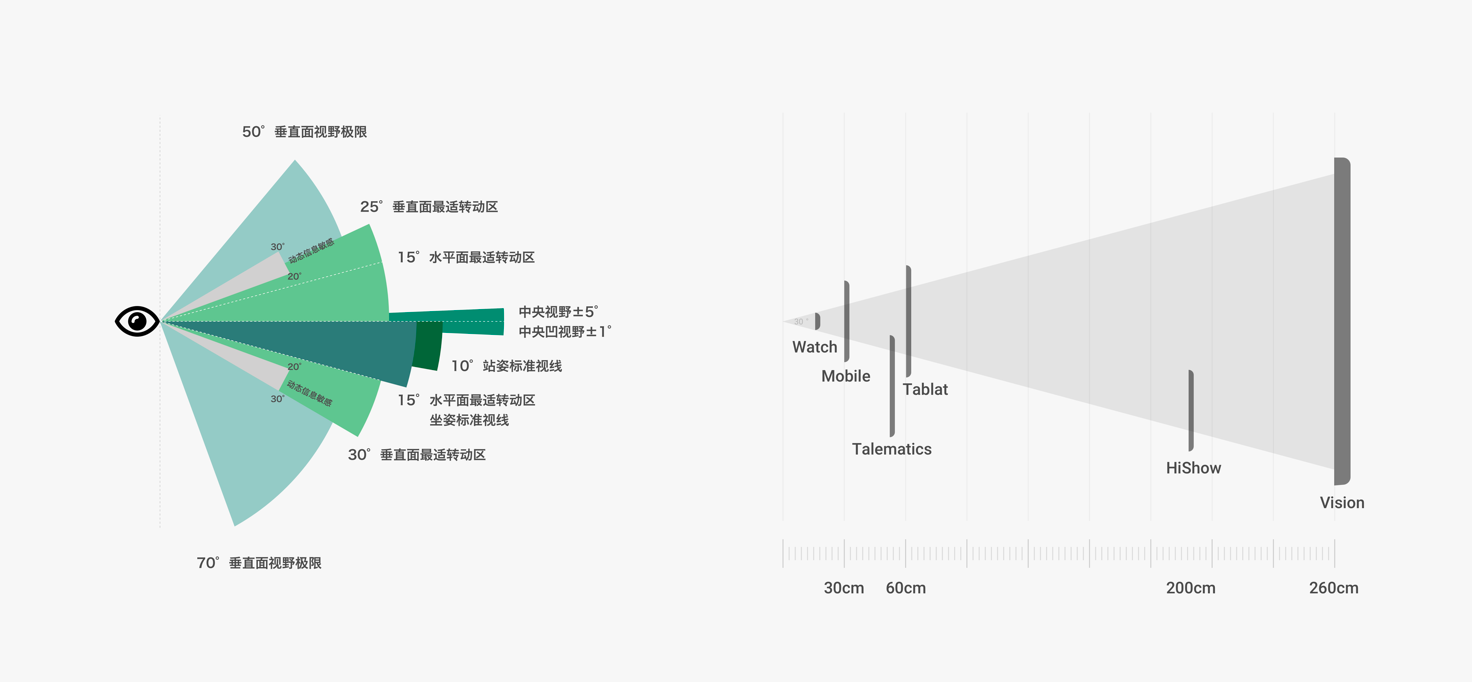 50° 垂直面视野极限
25° 垂直面最适转动区
30°
动态信息敏感
15° 水平面最适转动区
20°
中央视野±5°
中央凹视野±1°
20°
10° 站姿标准视线
动态信息敏感
30°
15° 水平面最适转动区
坐姿标准视线
30° 垂直面最适转动区
70° 垂直面视野极限
30°
Watch
Mobile
Tablat
Talematics
HiShow
Vision
30cm
60cm
200cm
260cm